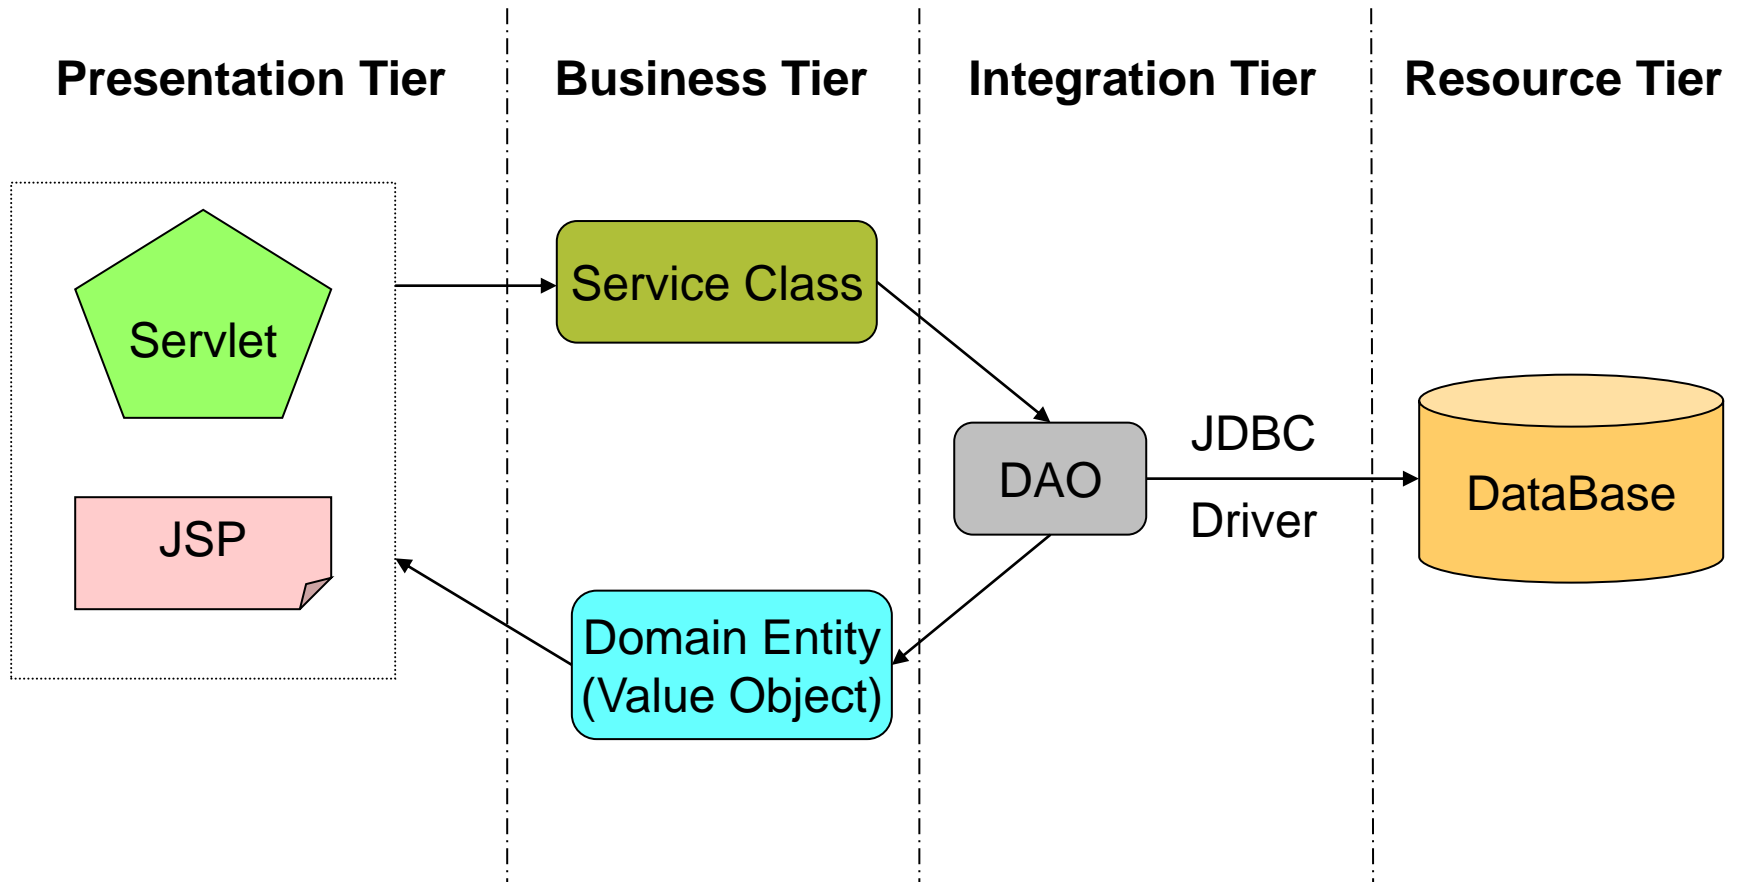 Presentation Tier
Business Tier
Integration Tier
Resource Tier
Servlet
JSP
Service Class
Domain Entity
(Value Object)
DAO
JDBC
Driver
DataBase